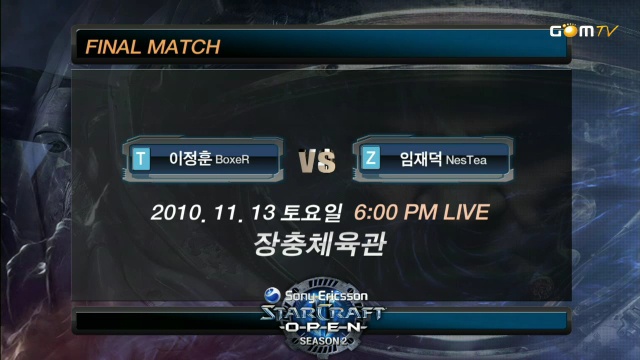 FINAL MATCH
GOMTV
T 이정훈 BoxeR VS Z 임재덕 NesTea
2010. 11. 13 토요일 6:00 PM LIVE
장충체육관
Sony Ericsson
STARCRAFT
OPEN
SEASON 2